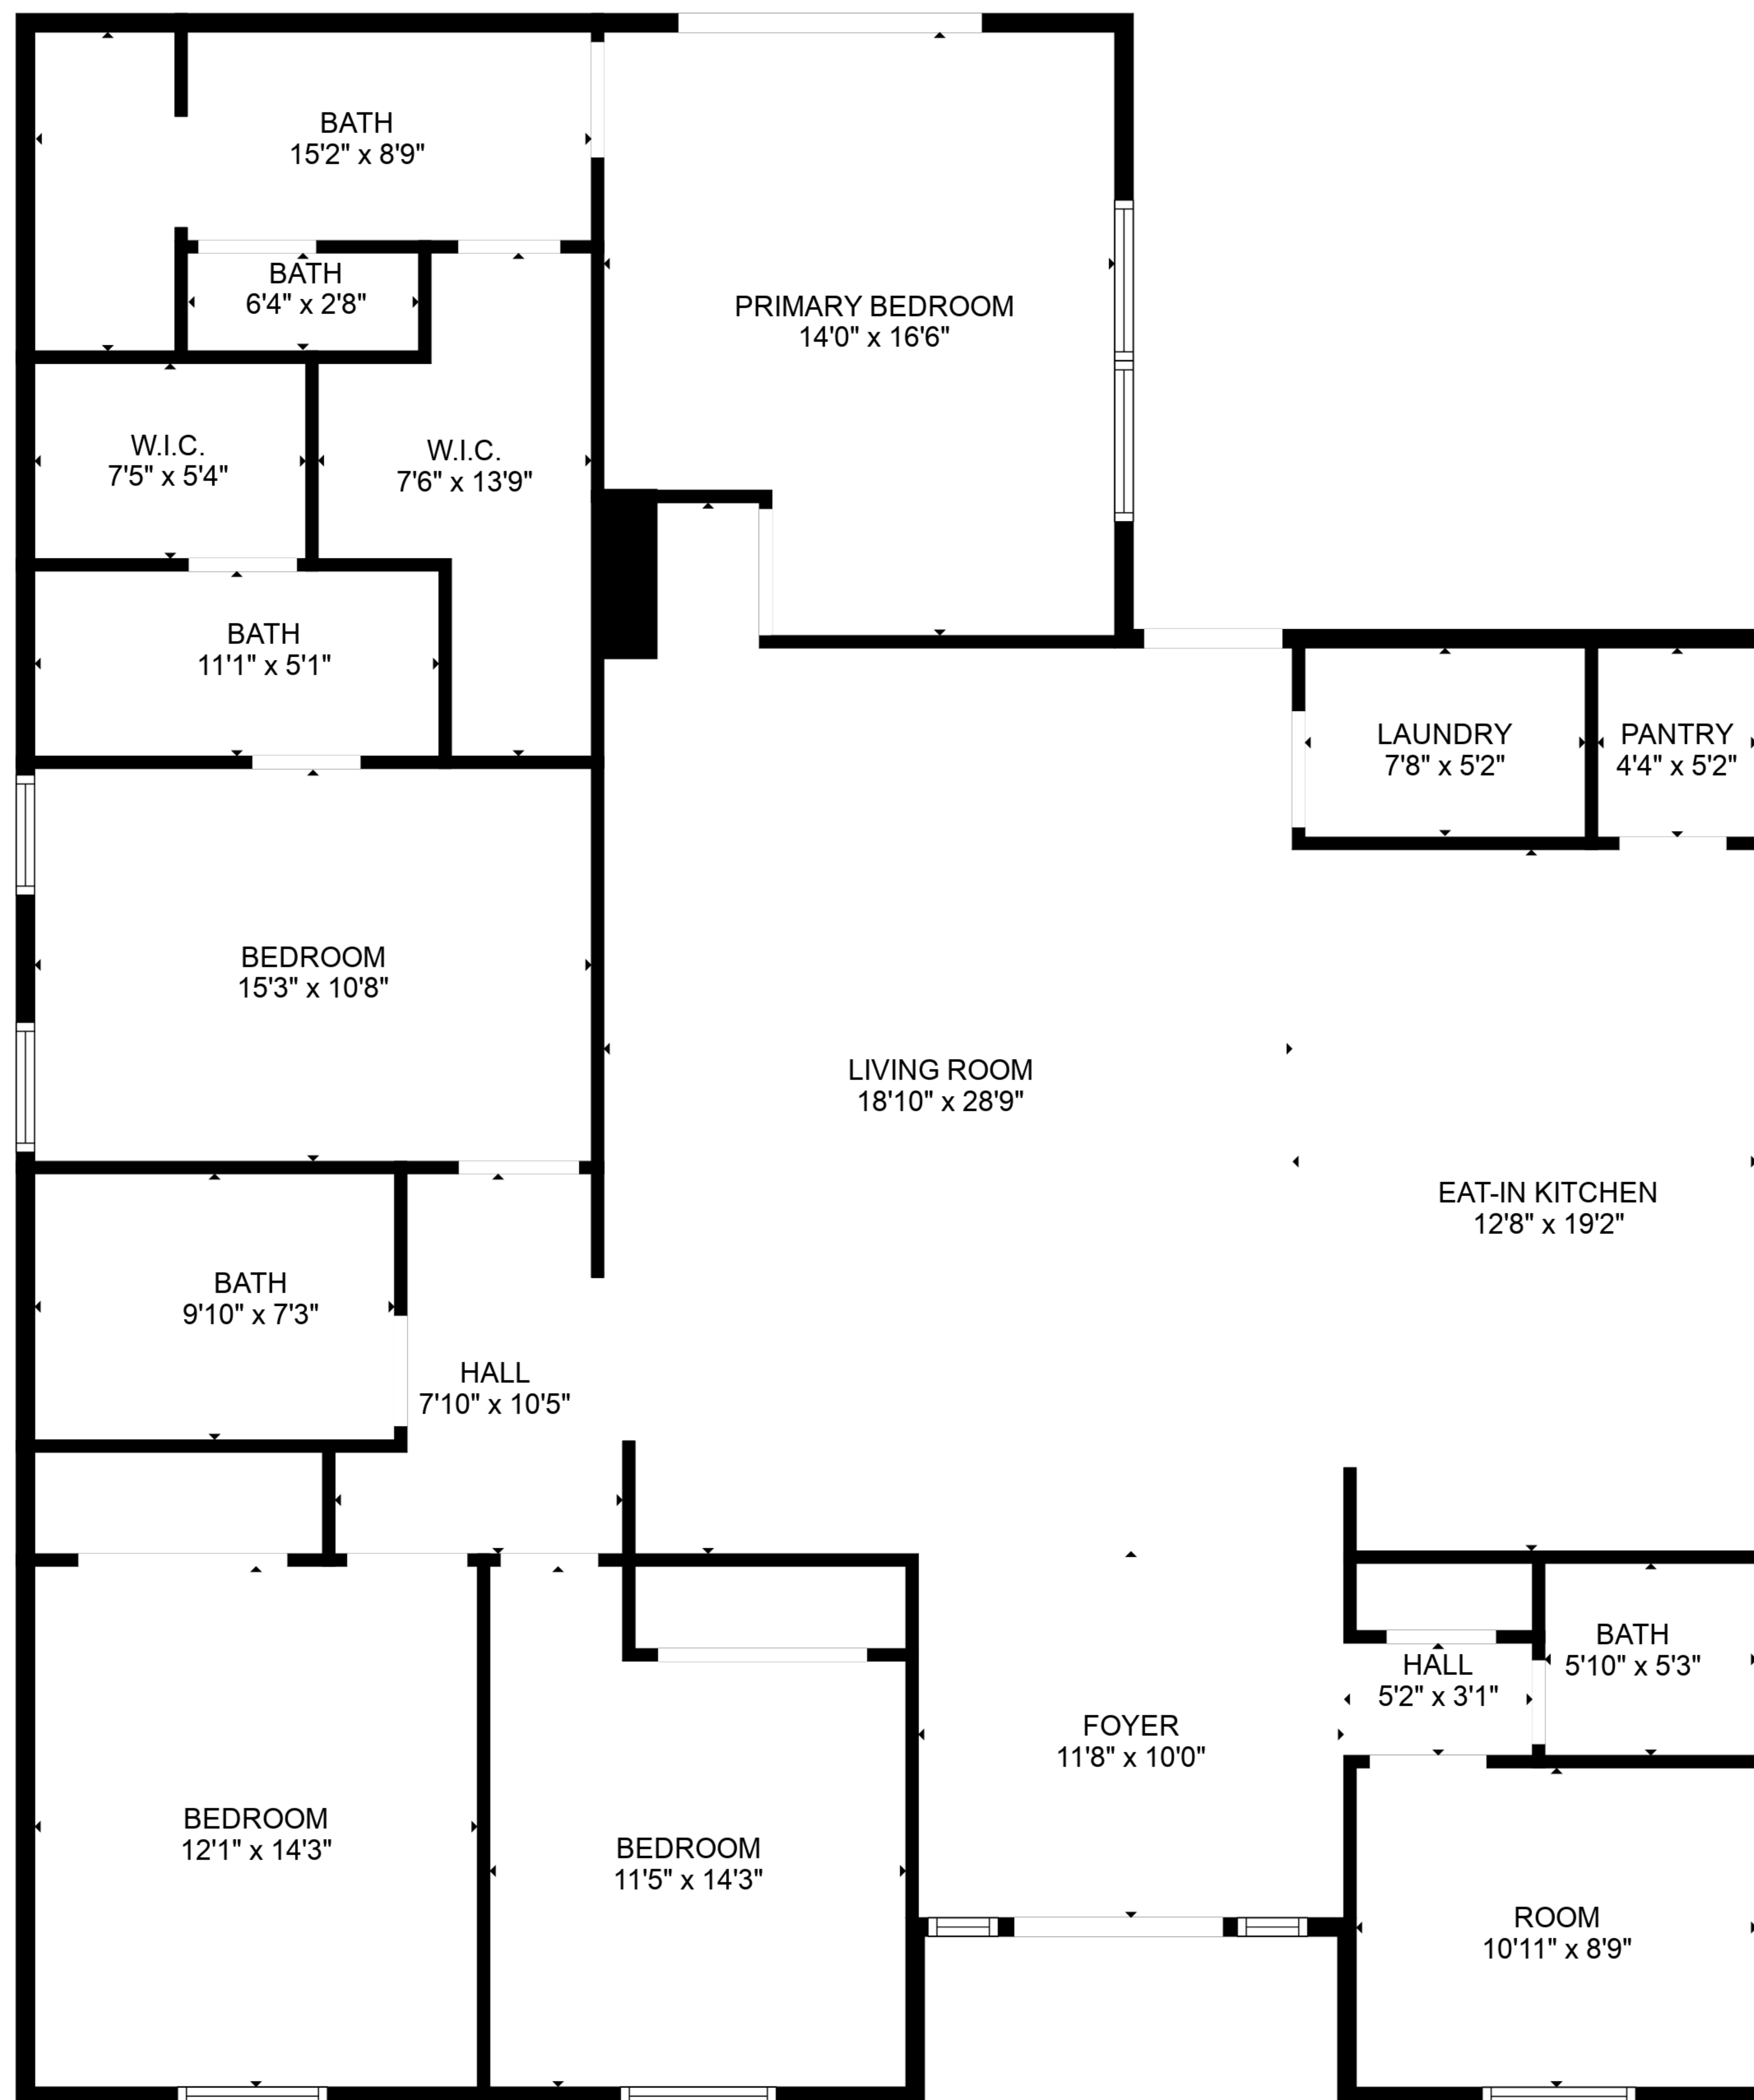 BATH
15'2" x 8'9"
BATH
6'4" x 2'8"
PRIMARY BEDROOM
14'0" x 16'6"
W.I.C.
7'5" x 5'4"
W.I.C.
7'6" x 13'9"
BATH
11'1" x 5'1"
LAUNDRY
7'8" x 5'2"
PANTRY
4'4" x 5'2"
BEDROOM
15'3" x 10'8"
LIVING ROOM
18'10" x 28'9"
EAT-IN KITCHEN
12'8" x 19'2"
BATH
9'10" x 7'3"
HALL
7'10" x 10'5"
BATH
5'10" x 5'3"
HALL
5'2" x 3'1"
FOYER
11'8" x 10'0"
BEDROOM
12'1" x 14'3"
BEDROOM
11'5" x 14'3"
ROOM
10'11" x 8'9"